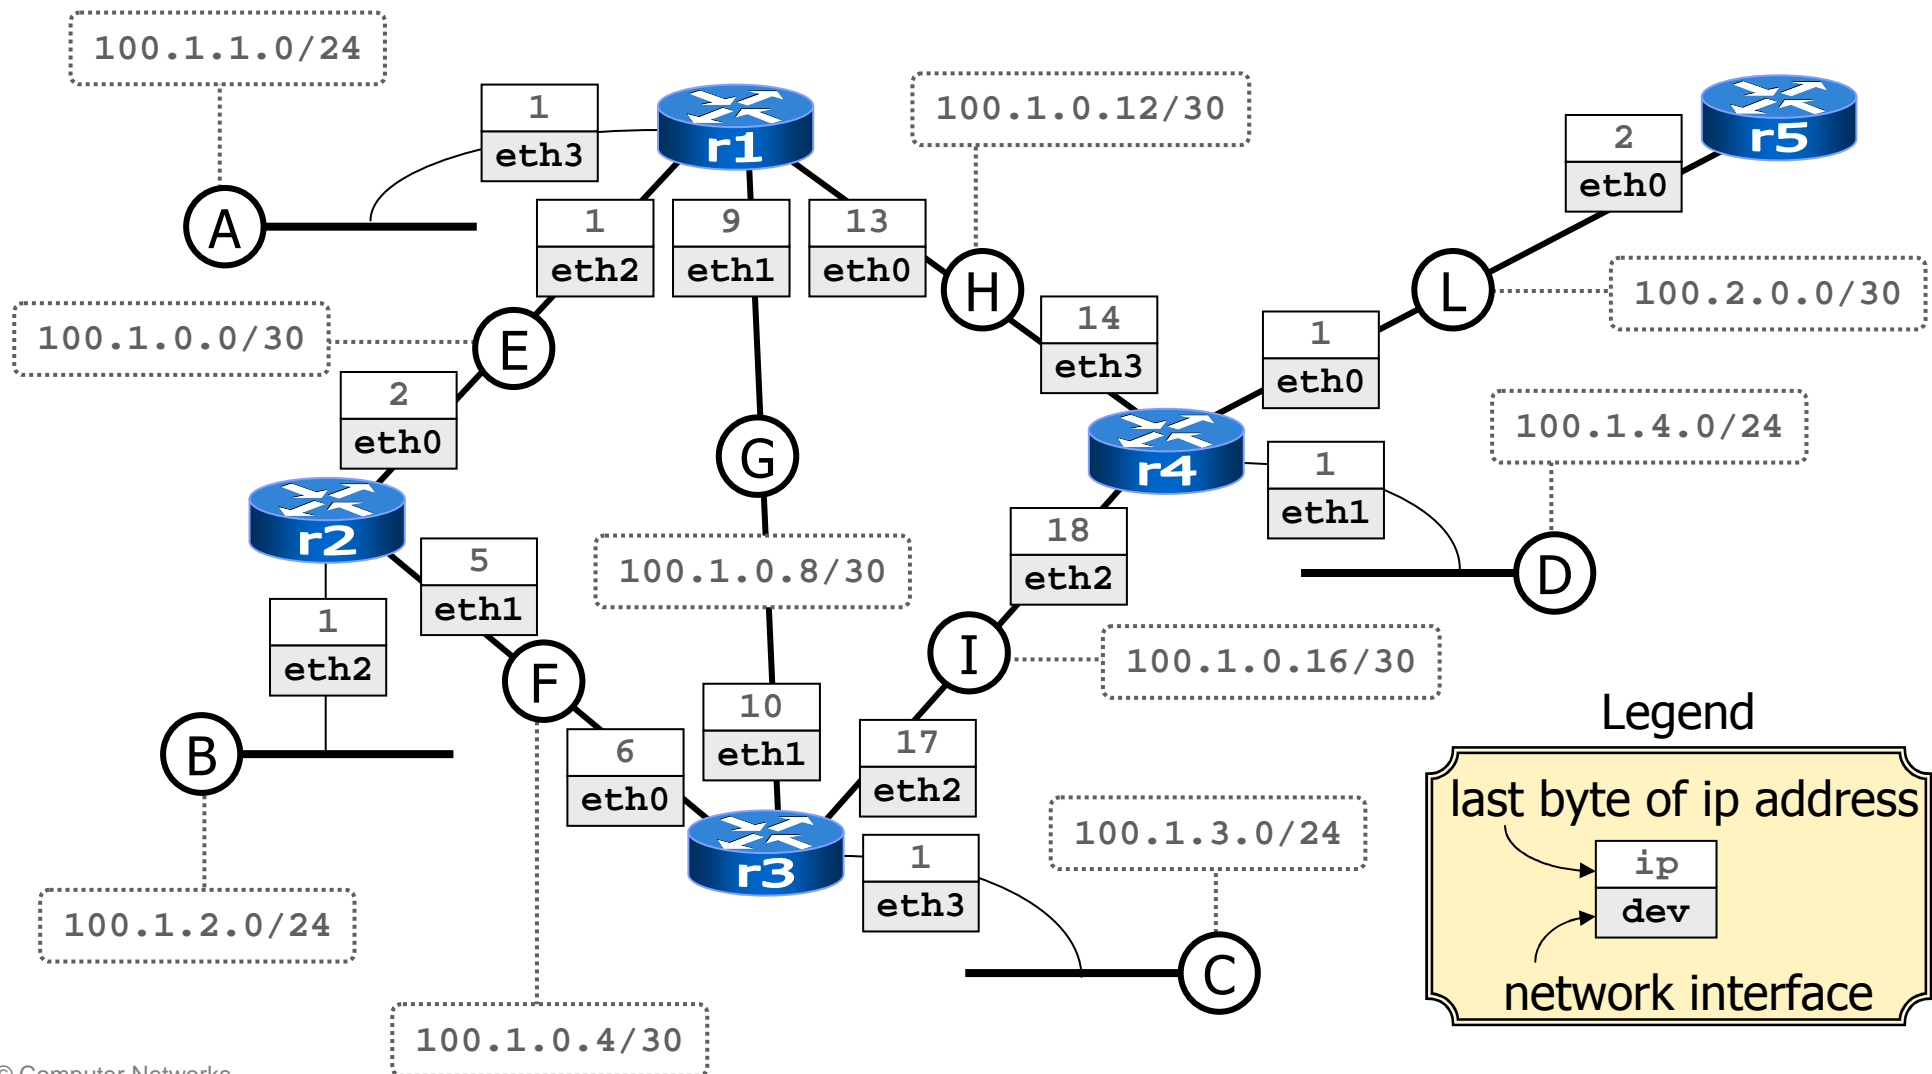 100.1.1.0/24
1
eth3
r1
100.1.0.12/30
2
eth0
r5
A
1
eth2
9
eth1
13
eth0
H
L
100.2.0.0/30
100.1.0.0/30
E
14
eth3
1
eth0
2
eth0
G
r4
1
eth1
100.1.4.0/24
r2
5
eth1
100.1.0.8/30
18
eth2
D
1
eth2
F
I
100.1.0.16/30
B
6
eth0
10
eth1
17
eth2
r3
1
eth3
100.1.3.0/24
C
100.1.2.0/24
100.1.0.4/30
Legend
last byte of ip address
ip
dev
network interface
© Computer Networks